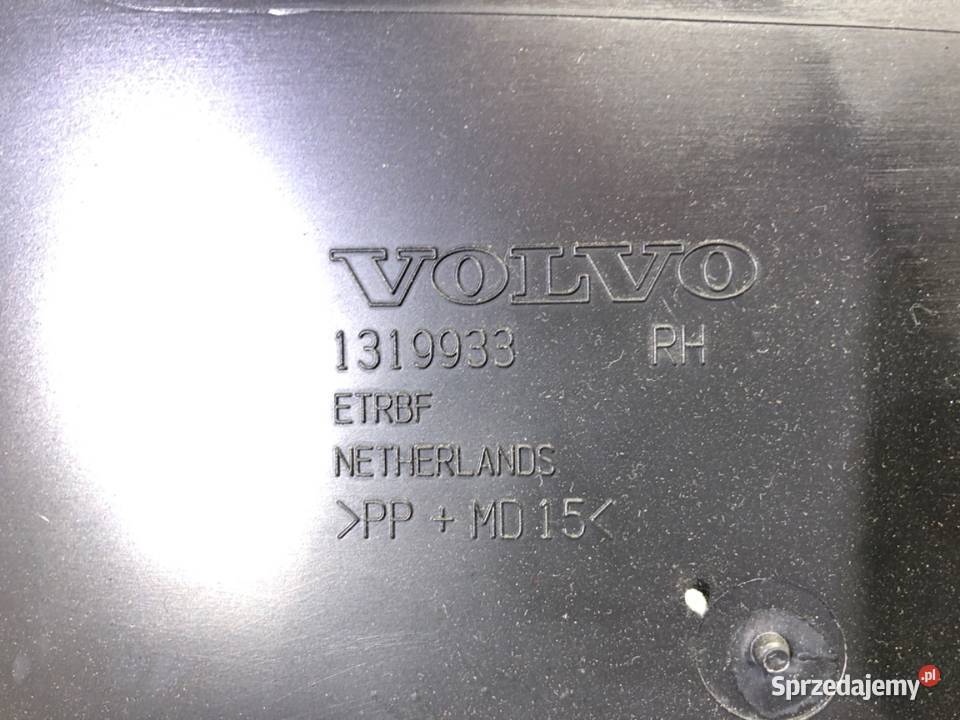 VOLVO
1319933 RH
ETRBF
NETHERLANDS
>PP + MD15<
Sprzedajemy.pl